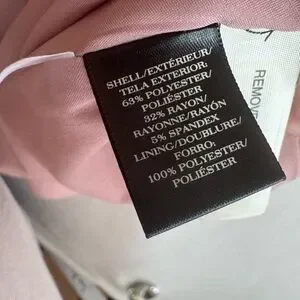 SHELL/EXTÉRIEUR/
TELA EXTERIOR:
63% POLYESTER/
POLIÉSTER
32% RAYON/
RAYONNE/RAYÓN
5% SPANDEX
LINING/DOUBLURE/
FORRO:
100% POLYESTER/
POLIÉSTER